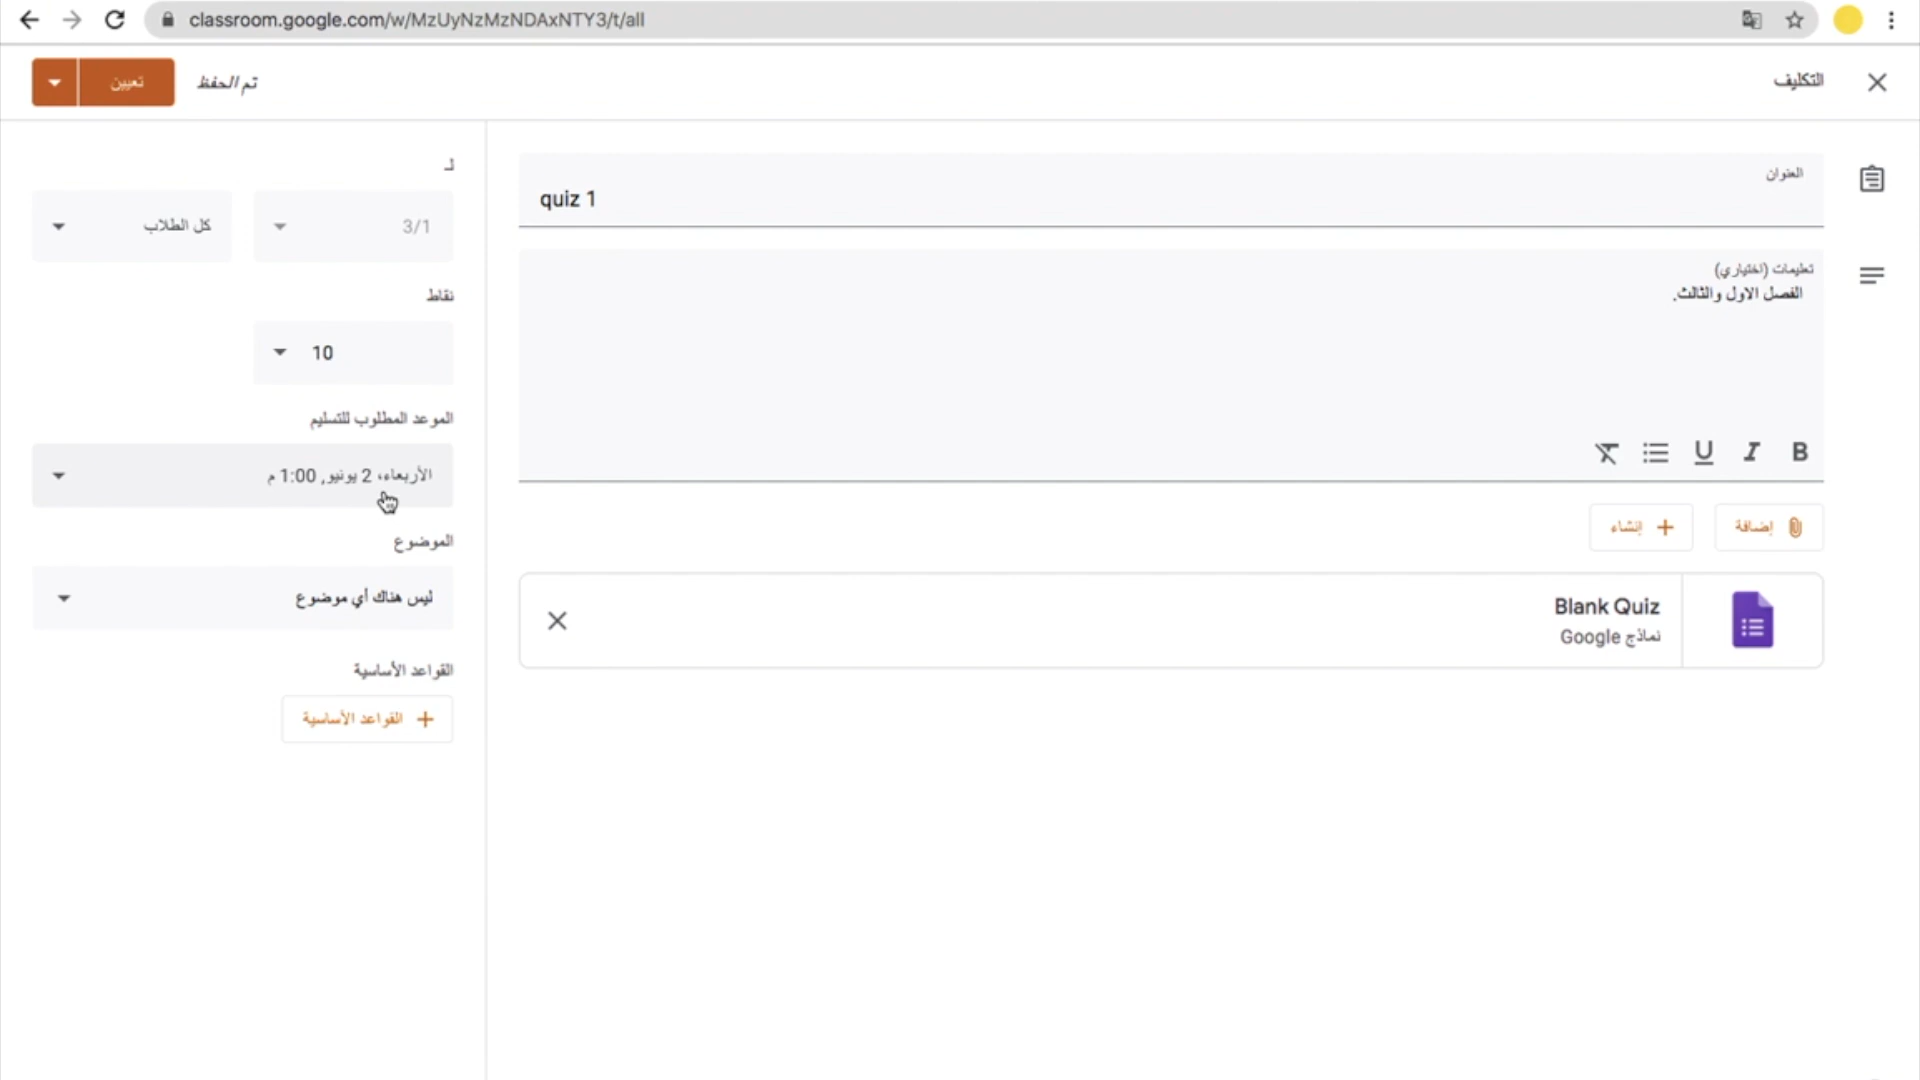 classroom.google.com/w/MzUyNzMzNDAxNTY3/t/all
التكليف
تم الحفظ
تعيين
العنوان
quiz 1
تعليمات (اختياري)
الفصل الاول والثالث.
B I U
إضافة
إنشاء
Blank Quiz
نماذج Google
لـ
3/1
كل الطلاب
نقاط
10
الموعد المطلوب للتسليم
الأربعاء، 2 يونيو, 1:00 م
الموضوع
ليس هناك أي موضوع
القواعد الأساسية
القواعد الأساسية